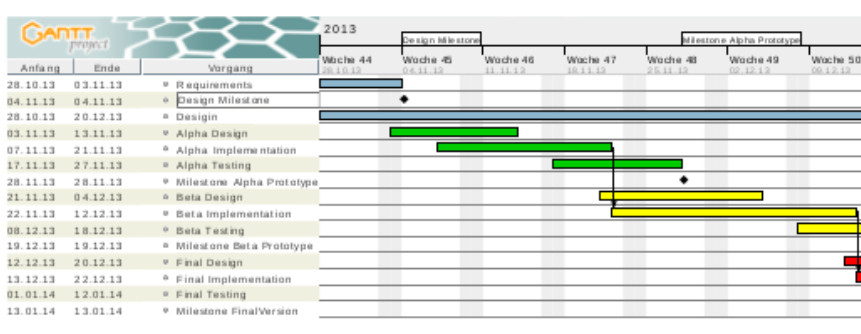 GANTT
project
2013
Design Milestone
Milestone Alpha Prototype
Anfang Ende Vorgang
Woche 44 Woche 45 Woche 46 Woche 47 Woche 48 Woche 49 Woche 50
28.10.13 04.11.13 11.11.13 18.11.13 25.11.13 02.12.13 09.12.13
28.10.13 03.11.13 Requirements
04.11.13 04.11.13 Design Milestone
28.10.13 20.12.13 Desigin
03.11.13 13.11.13 Alpha Design
07.11.13 21.11.13 Alpha Implementation
17.11.13 27.11.13 Alpha Testing
28.11.13 28.11.13 Milestone Alpha Prototype
21.11.13 04.12.13 Beta Design
22.11.13 12.12.13 Beta Implementation
08.12.13 18.12.13 Beta Testing
19.12.13 19.12.13 Milestone Beta Prototype
12.12.13 20.12.13 Final Design
13.12.13 22.12.13 Final Implementation
01.01.14 12.01.14 Final Testing
13.01.14 13.01.14 Milestone FinalVersion